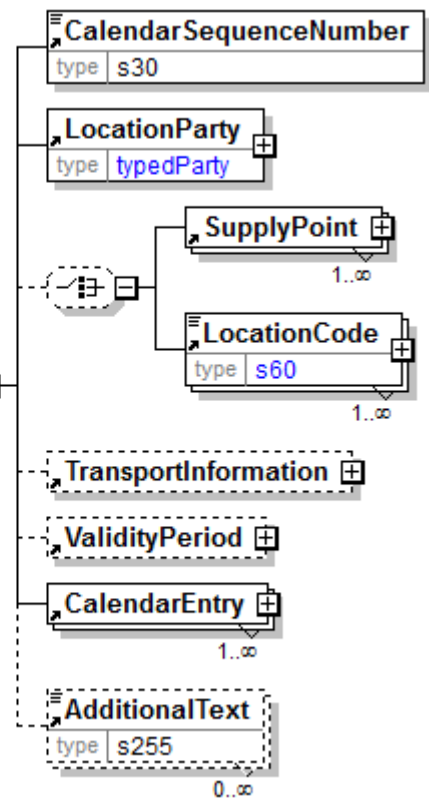 CalendarSequenceNumber
type s30
LocationParty
type typedParty
SupplyPoint
1..∞
LocationCode
type s60
1..∞
TransportInformation
ValidityPeriod
CalendarEntry
1..∞
AdditionalText
type s255
0..∞